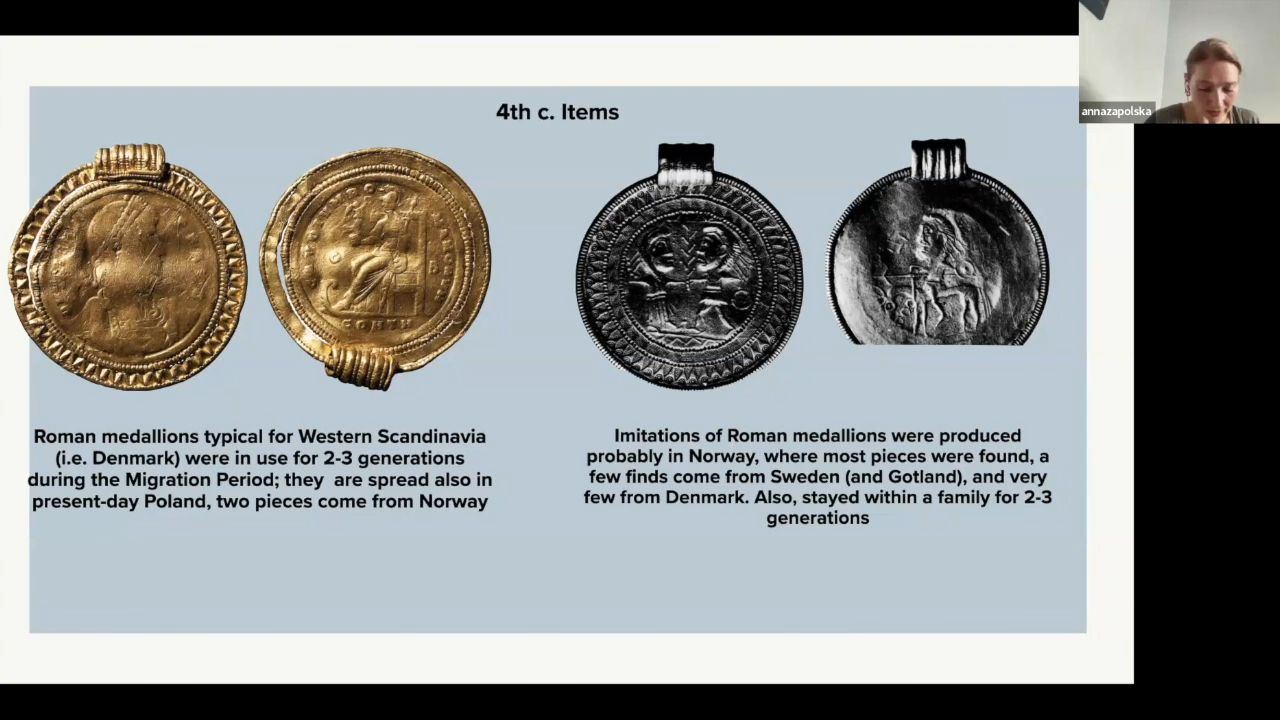 4th c. Items
annazapolska
CONTN
Roman medallions typical for Western Scandinavia
(i.e. Denmark) were in use for 2-3 generations
during the Migration Period; they are spread also in
present-day Poland, two pieces come from Norway
Imitations of Roman medallions were produced
probably in Norway, where most pieces were found, a
few finds come from Sweden (and Gotland), and very
few from Denmark. Also, stayed within a family for 2-3
generations